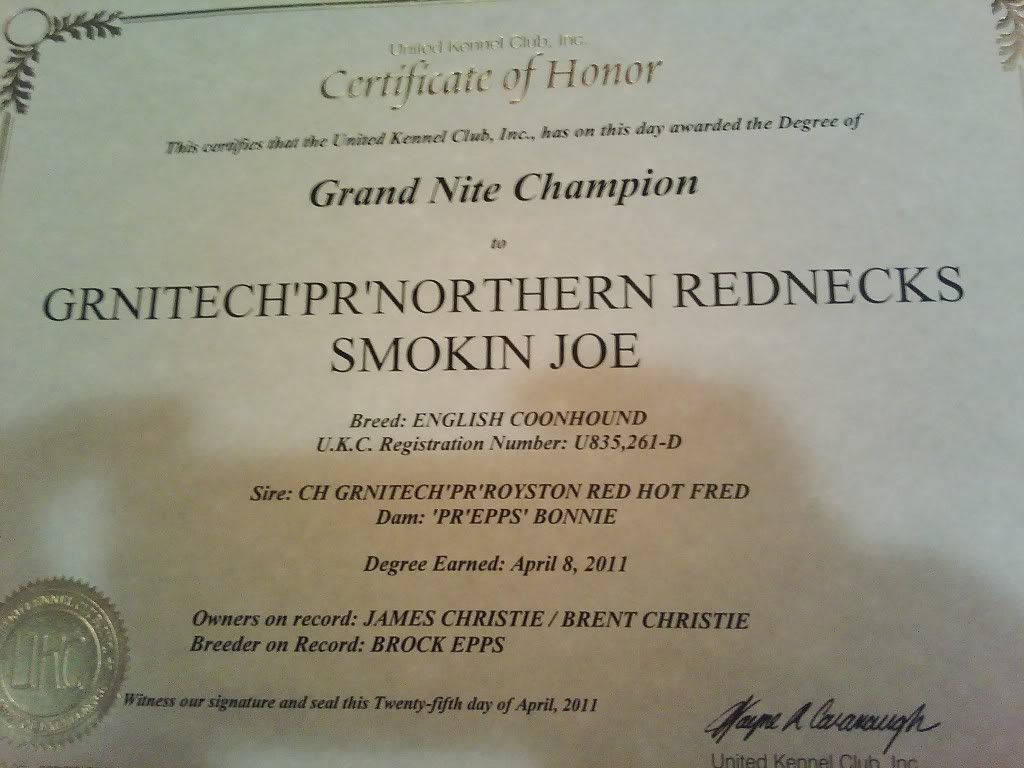 United Kennel Club, Inc.
Certificate of Honor
This certifies that the United Kennel Club, Inc., has on this day awarded the Degree of
Grand Nite Champion
to
GRNITECH'PR'NORTHERN REDNECKS
SMOKIN JOE
Breed: ENGLISH COONHOUND
U.K.C. Registration Number: U835,261-D
Sire: CH GRNITECH'PR'ROYSTON RED HOT FRED
Dam: 'PR'EPPS' BONNIE
Degree Earned: April 8, 2011
Owners on record: JAMES CHRISTIE / BRENT CHRISTIE
Breeder on Record: BROCK EPPS
UKC
Witness our signature and seal this Twenty-fifth day of April, 2011
Wayne R Cavanaugh
United Kennel Club, Inc.